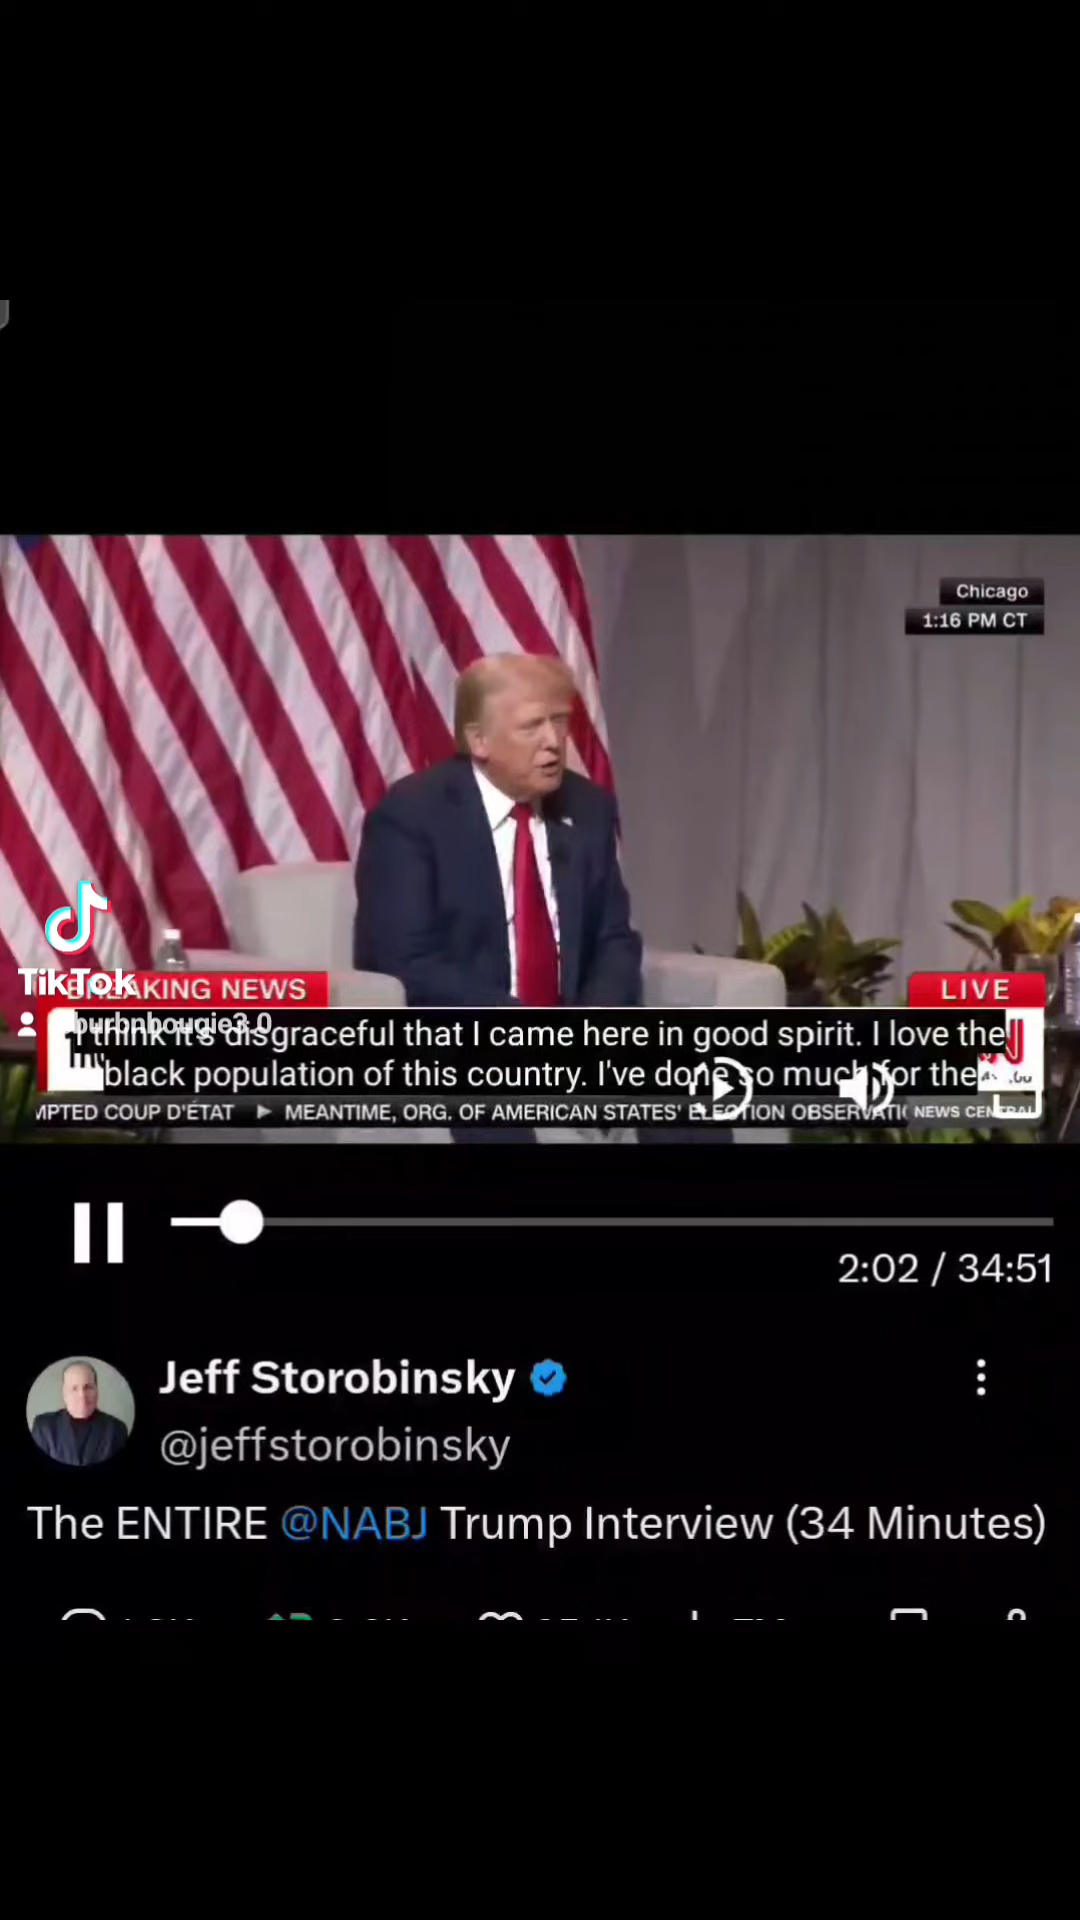 Chicago
1:16 PM CT
TikTok
BREAKING NEWS
LIVE
burbnbougie3.0
I think it's disgraceful that I came here in good spirit. I love the
black population of this country. I've done so much for the
MPTED COUP D'ÉTAT ▶ MEANTIME, ORG. OF AMERICAN STATES' ELECTION OBSERVATI
NEWS CENTRAL
2:02 / 34:51
Jeff Storobinsky
@jeffstorobinsky
The ENTIRE @NABJ Trump Interview (34 Minutes)